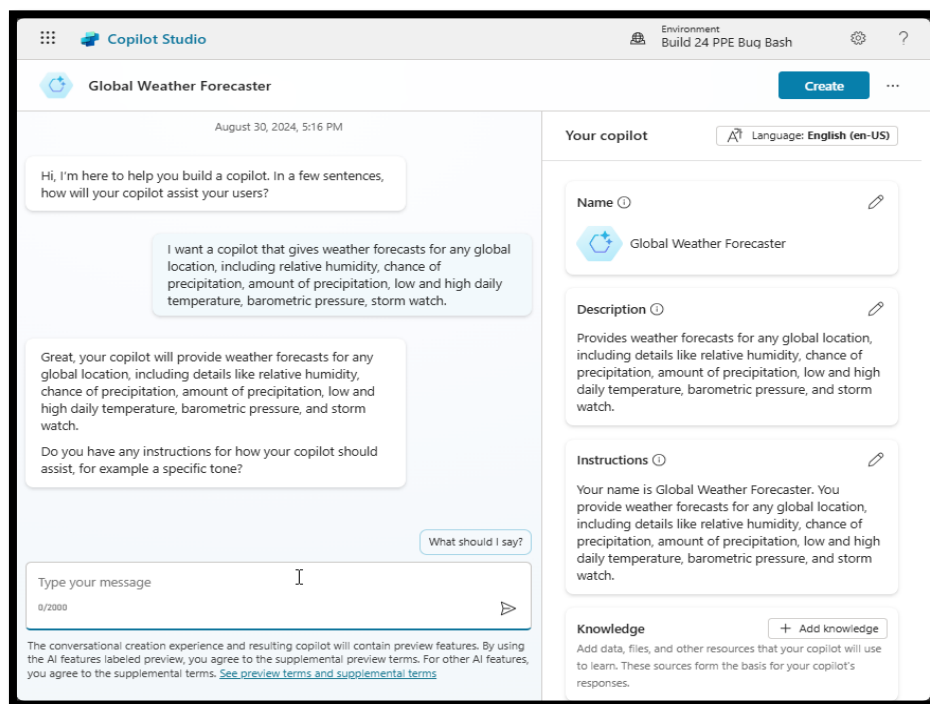 Copilot Studio
Environment
Build 24 PPE Bug Bash
?
Global Weather Forecaster
Create
...
August 30, 2024, 5:16 PM
Hi, I'm here to help you build a copilot. In a few sentences,
how will your copilot assist your users?
I want a copilot that gives weather forecasts for any global
location, including relative humidity, chance of
precipitation, amount of precipitation, low and high daily
temperature, barometric pressure, storm watch.
Great, your copilot will provide weather forecasts for any
global location, including details like relative humidity,
chance of precipitation, amount of precipitation, low and
high daily temperature, barometric pressure, and storm
watch.
Do you have any instructions for how your copilot should
assist, for example a specific tone?
What should I say?
Type your message
0/2000
The conversational creation experience and resulting copilot will contain preview features. By using
the AI features labeled preview, you agree to the supplemental preview terms. For other AI features,
you agree to the supplemental terms. See preview terms and supplemental terms
Your copilot
Language: English (en-US)
Name
Global Weather Forecaster
Description
Provides weather forecasts for any global location,
including details like relative humidity, chance of
precipitation, amount of precipitation, low and high
daily temperature, barometric pressure, and storm
watch.
Instructions
Your name is Global Weather Forecaster. You
provide weather forecasts for any global location,
including details like relative humidity, chance of
precipitation, amount of precipitation, low and high
daily temperature, barometric pressure, and storm
watch.
Knowledge
+ Add knowledge
Add data, files, and other resources that your copilot will use
to learn. These sources form the basis for your copilot's
responses.